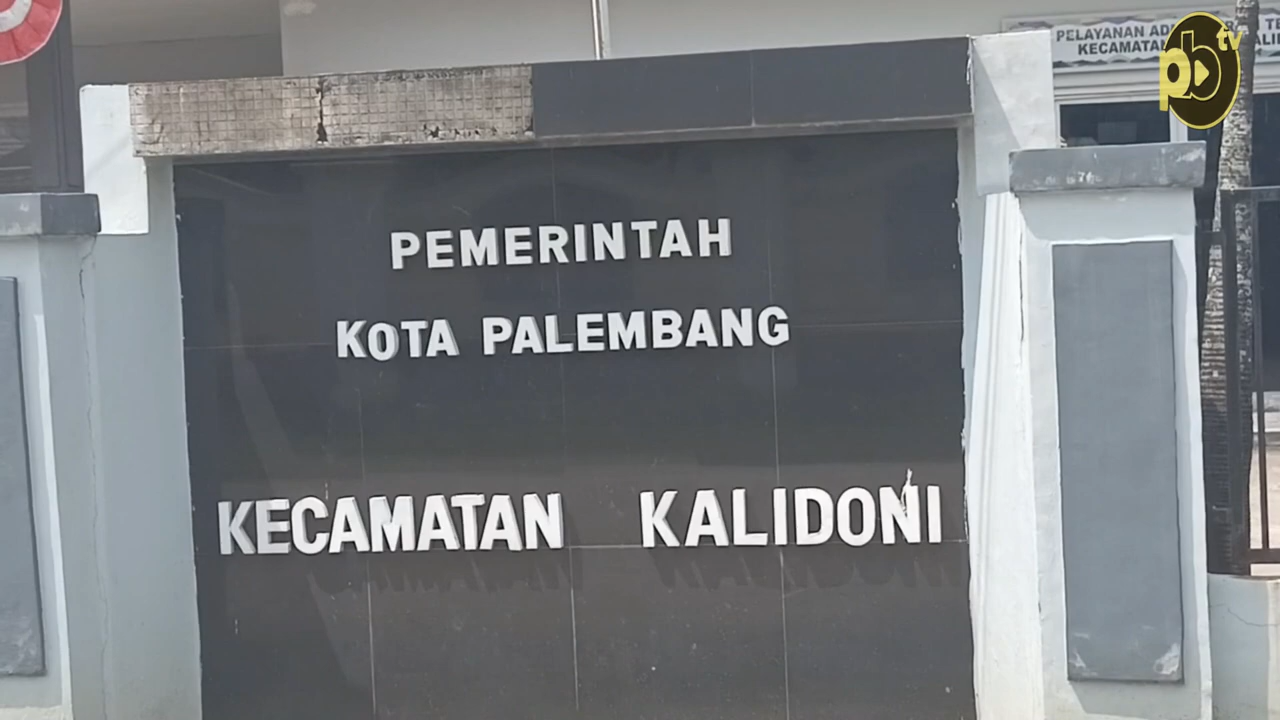 PELAYANAN
KECAMATAN
pb tv
PEMERINTAH
KOTA PALEMBANG
KECAMATAN KALIDONI